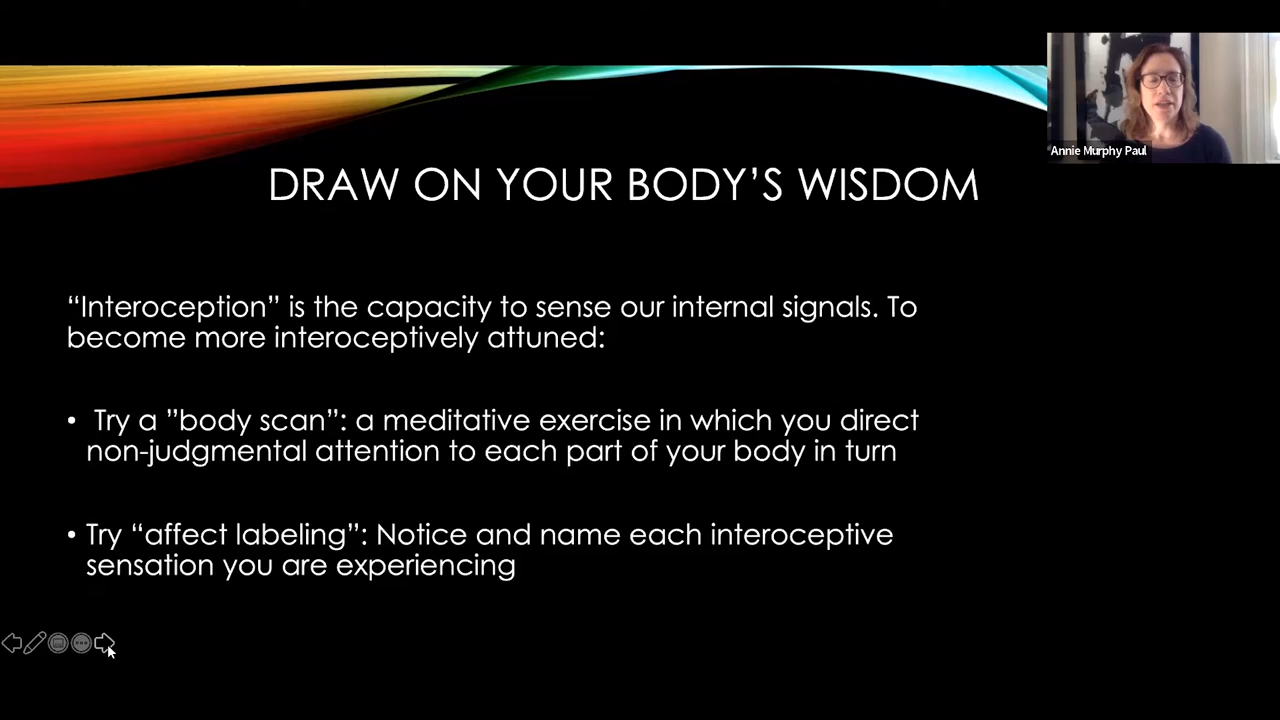 Annie Murphy Paul
DRAW ON YOUR BODY’S WISDOM
“Interoception” is the capacity to sense our internal signals. To
become more interoceptively attuned:
• Try a ”body scan”: a meditative exercise in which you direct
non-judgmental attention to each part of your body in turn
• Try “affect labeling”: Notice and name each interoceptive
sensation you are experiencing